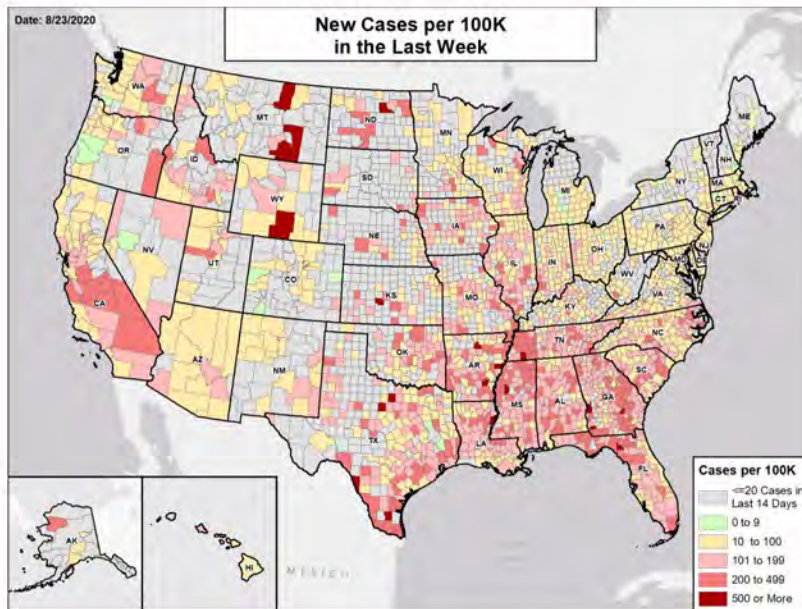 Date: 8/23/2020
New Cases per 100K
in the Last Week
WA
MT
ND
MN
ME
OR
ID
SD
WI
VT
NH
NY
MA
CT
WY
MI
IA
NE
PA
NJ
NV
UT
CO
IL
IN
OH
MD
DE
WV
VA
CA
KS
MO
KY
NC
AZ
NM
OK
AR
TN
SC
MS
AL
GA
TX
LA
FL
AK
HI
MEXICO
Cases per 100K
<=20 Cases in
Last 14 Days
0 to 9
10 to 100
101 to 199
200 to 499
500 or More